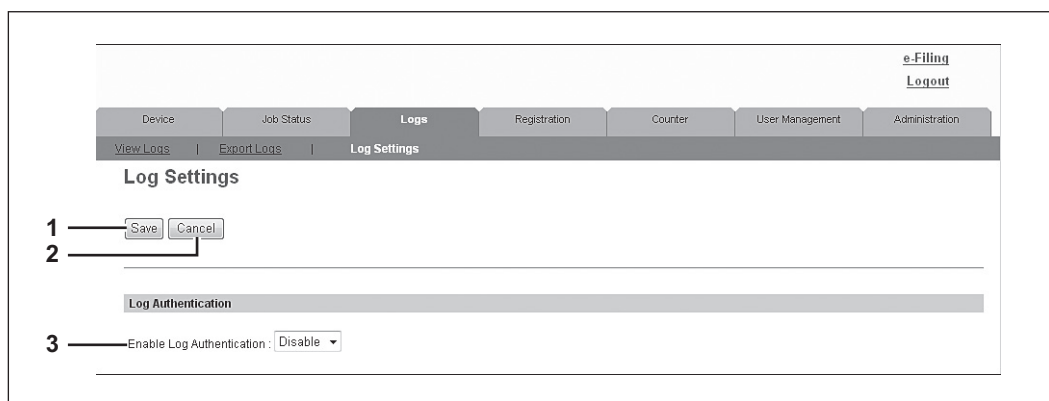 e-Filing
Logout
Device Job Status Logs Registration Counter User Management Administration
View Logs | Export Logs | Log Settings
Log Settings
1 Save Cancel
2
Log Authentication
3 Enable Log Authentication : Disable